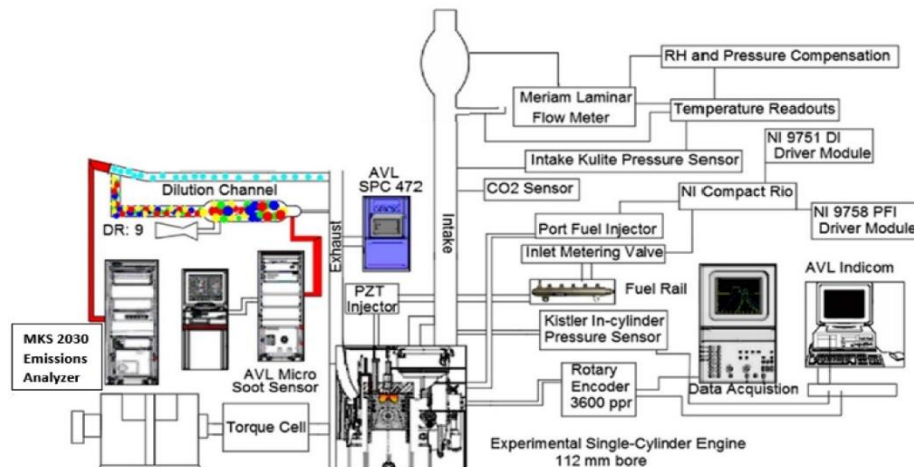 RH and Pressure Compensation
Meriam Laminar
Flow Meter
Temperature Readouts
NI 9751 DI
Driver Module
Intake Kulite Pressure Sensor
AVL
SPC 472
Dilution Channel
CO2 Sensor
NI Compact Rio
Intake
NI 9758 PFI
Driver Module
DR: 9
Exhaust
Port Fuel Injector
Inlet Metering Valve
AVL Indicom
PZT
Injector
Fuel Rail
MKS 2030
Emissions
Analyzer
Kistler In-cylinder
Pressure Sensor
AVL Micro
Soot Sensor
Rotary
Encoder
3600 ppr
Data Acquistion
Torque Cell
Experimental Single-Cylinder Engine
112 mm bore